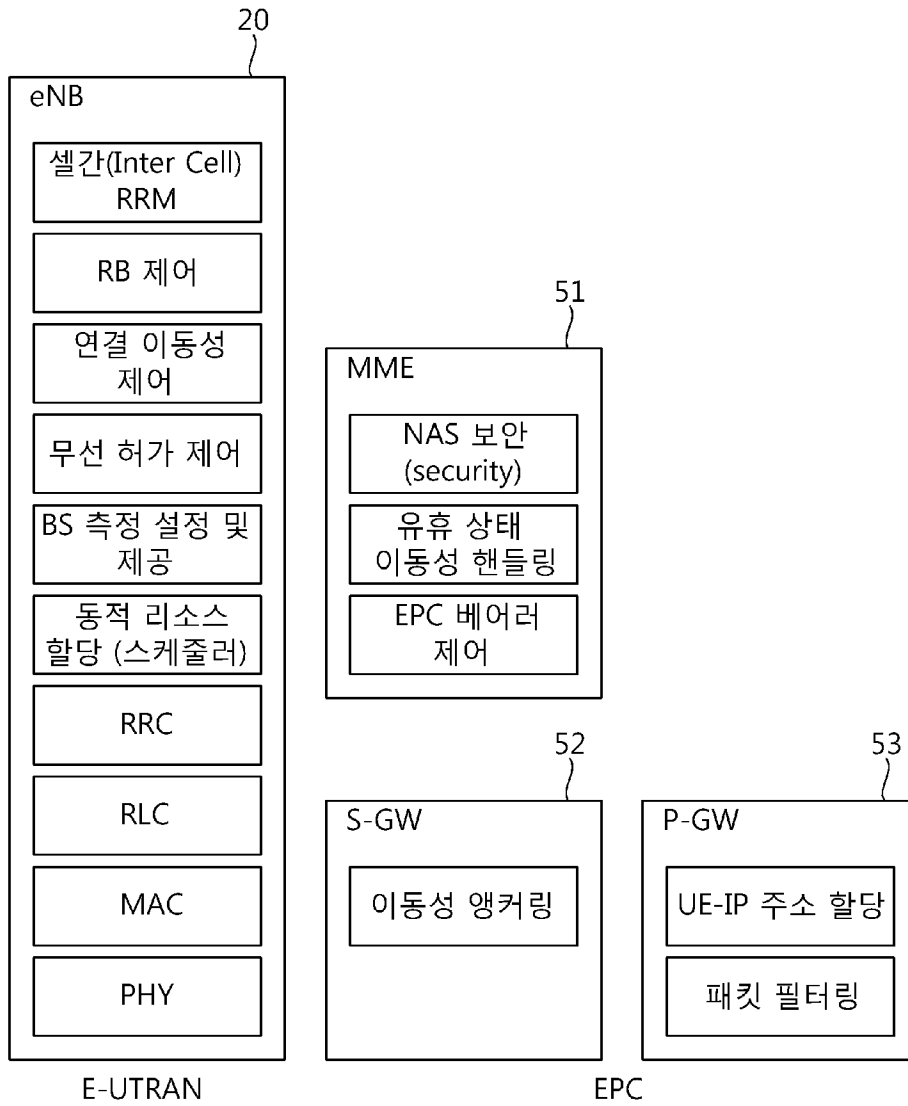 20
eNB
셀간(Inter Cell)
RRM
RB 제어
연결 이동성
제어
무선 허가 제어
BS 측정 설정 및
제공
동적 리소스
할당 (스케줄러)
RRC
RLC
MAC
PHY
E-UTRAN
51
MME
NAS 보안
(security)
유휴 상태
이동성 핸들링
EPC 베어러
제어
52
S-GW
이동성 앵커링
53
P-GW
UE-IP 주소 할당
패킷 필터링
EPC